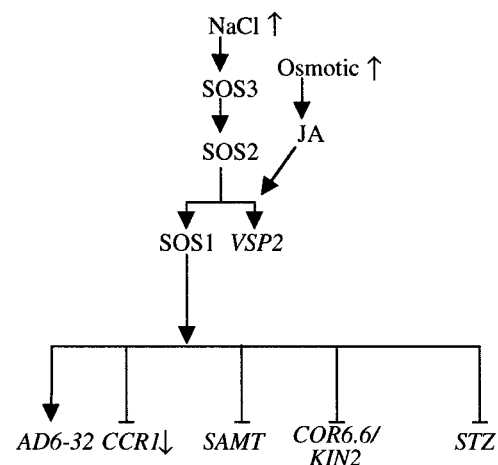 NaCl ↑
Osmotic ↑
SOS3
JA
SOS2
SOS1 VSP2
AD6-32 CCR1↓ SAMT COR6.6/ STZ
KIN2